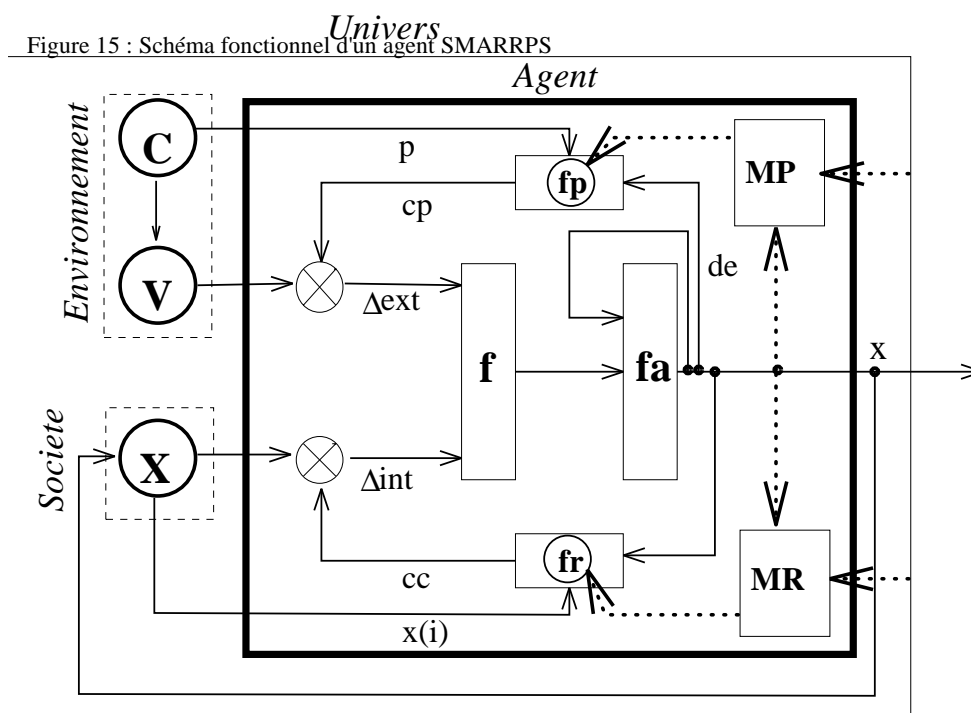 Univers
Figure 15 : Schéma fonctionnel d'un agent SMARRPS
Agent
Environnement
C
p
fp
MP
cp
de
V
Δext
f
fa
x
Societe
X
Δint
fr
MR
cc
x(i)